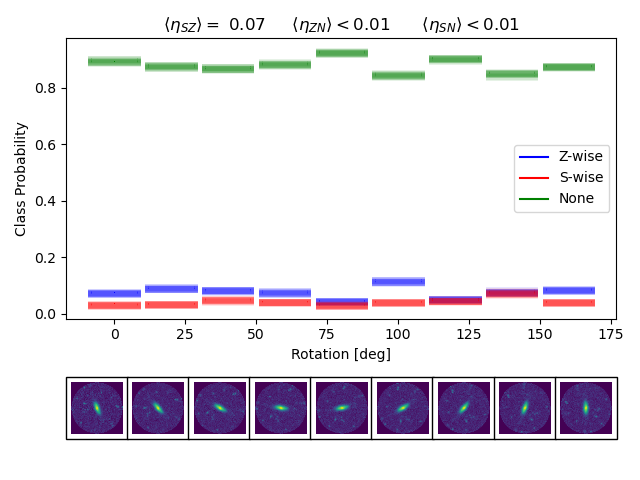 ⟨η_SZ⟩ = 0.07 ⟨η_ZN⟩ < 0.01 ⟨η_SN⟩ < 0.01
0.8
0.6
0.4
0.2
0.0
Class Probability
Z-wise
S-wise
None
0 25 50 75 100 125 150 175
Rotation [deg]